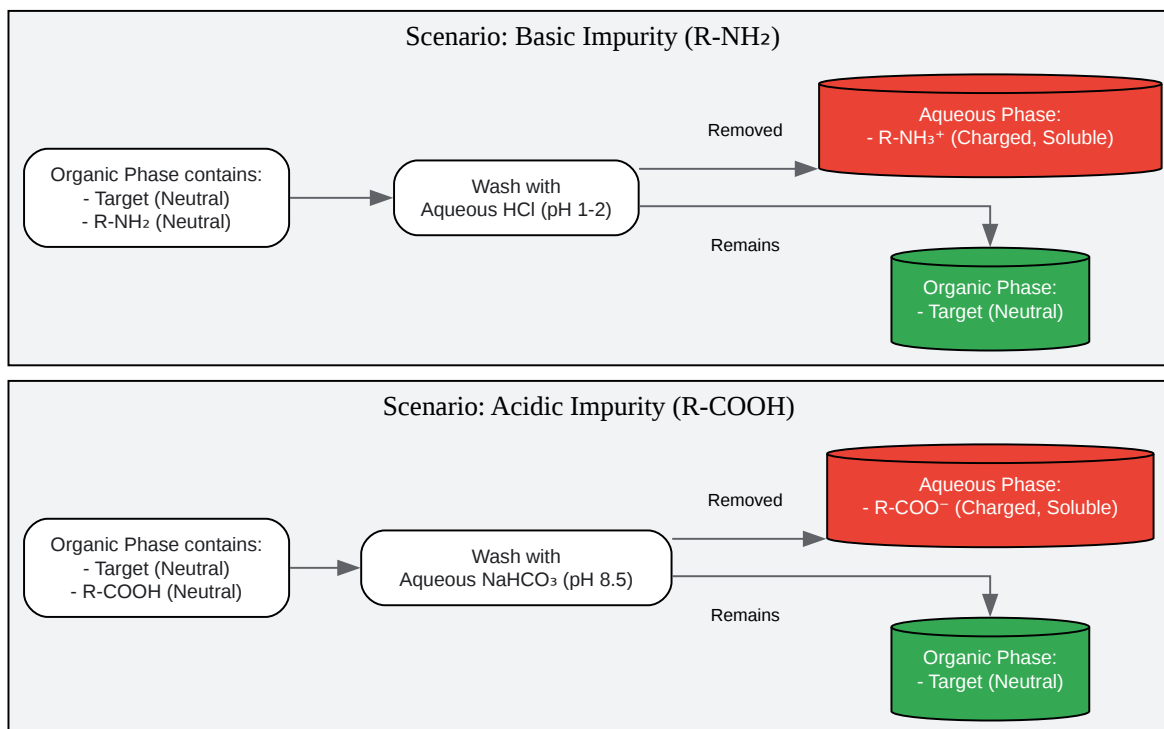 Scenario: Basic Impurity (R-NH₂)
Organic Phase contains:
- Target (Neutral)
- R-NH₂ (Neutral)
Wash with
Aqueous HCl (pH 1-2)
Removed
Aqueous Phase:
- R-NH₃⁺ (Charged, Soluble)
Remains
Organic Phase:
- Target (Neutral)
Scenario: Acidic Impurity (R-COOH)
Organic Phase contains:
- Target (Neutral)
- R-COOH (Neutral)
Wash with
Aqueous NaHCO₃ (pH 8.5)
Removed
Aqueous Phase:
- R-COO⁻ (Charged, Soluble)
Remains
Organic Phase:
- Target (Neutral)